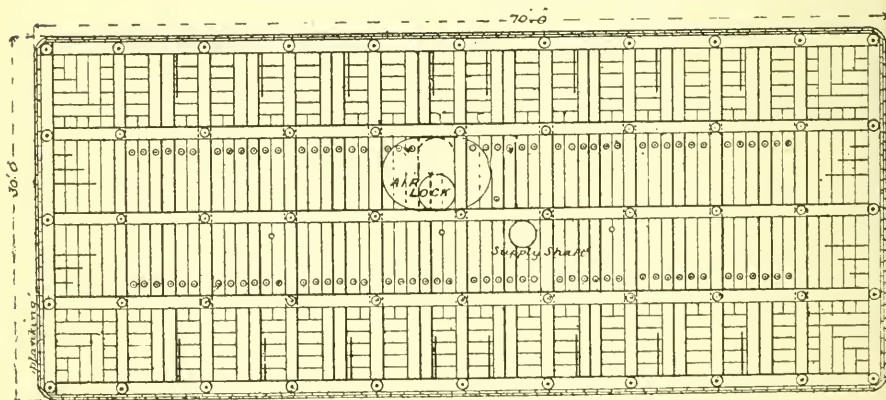 70'-0"
30'.0
AIR
LOCK
Supply Shaft
Planking